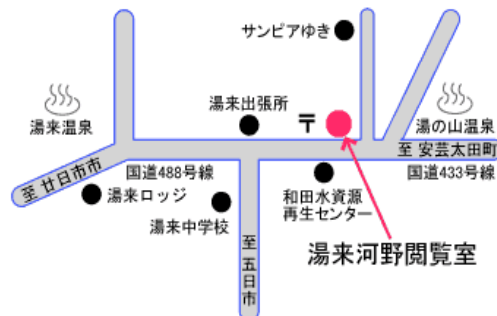 サンピアゆき
湯来温泉
湯来出張所
〒
湯の山温泉
至 安芸太田町
国道488号線
国道433号線
至 廿日市市
湯来ロッジ
湯来中学校
和田水資源
再生センター
至 五日市
湯来河野閲覧室